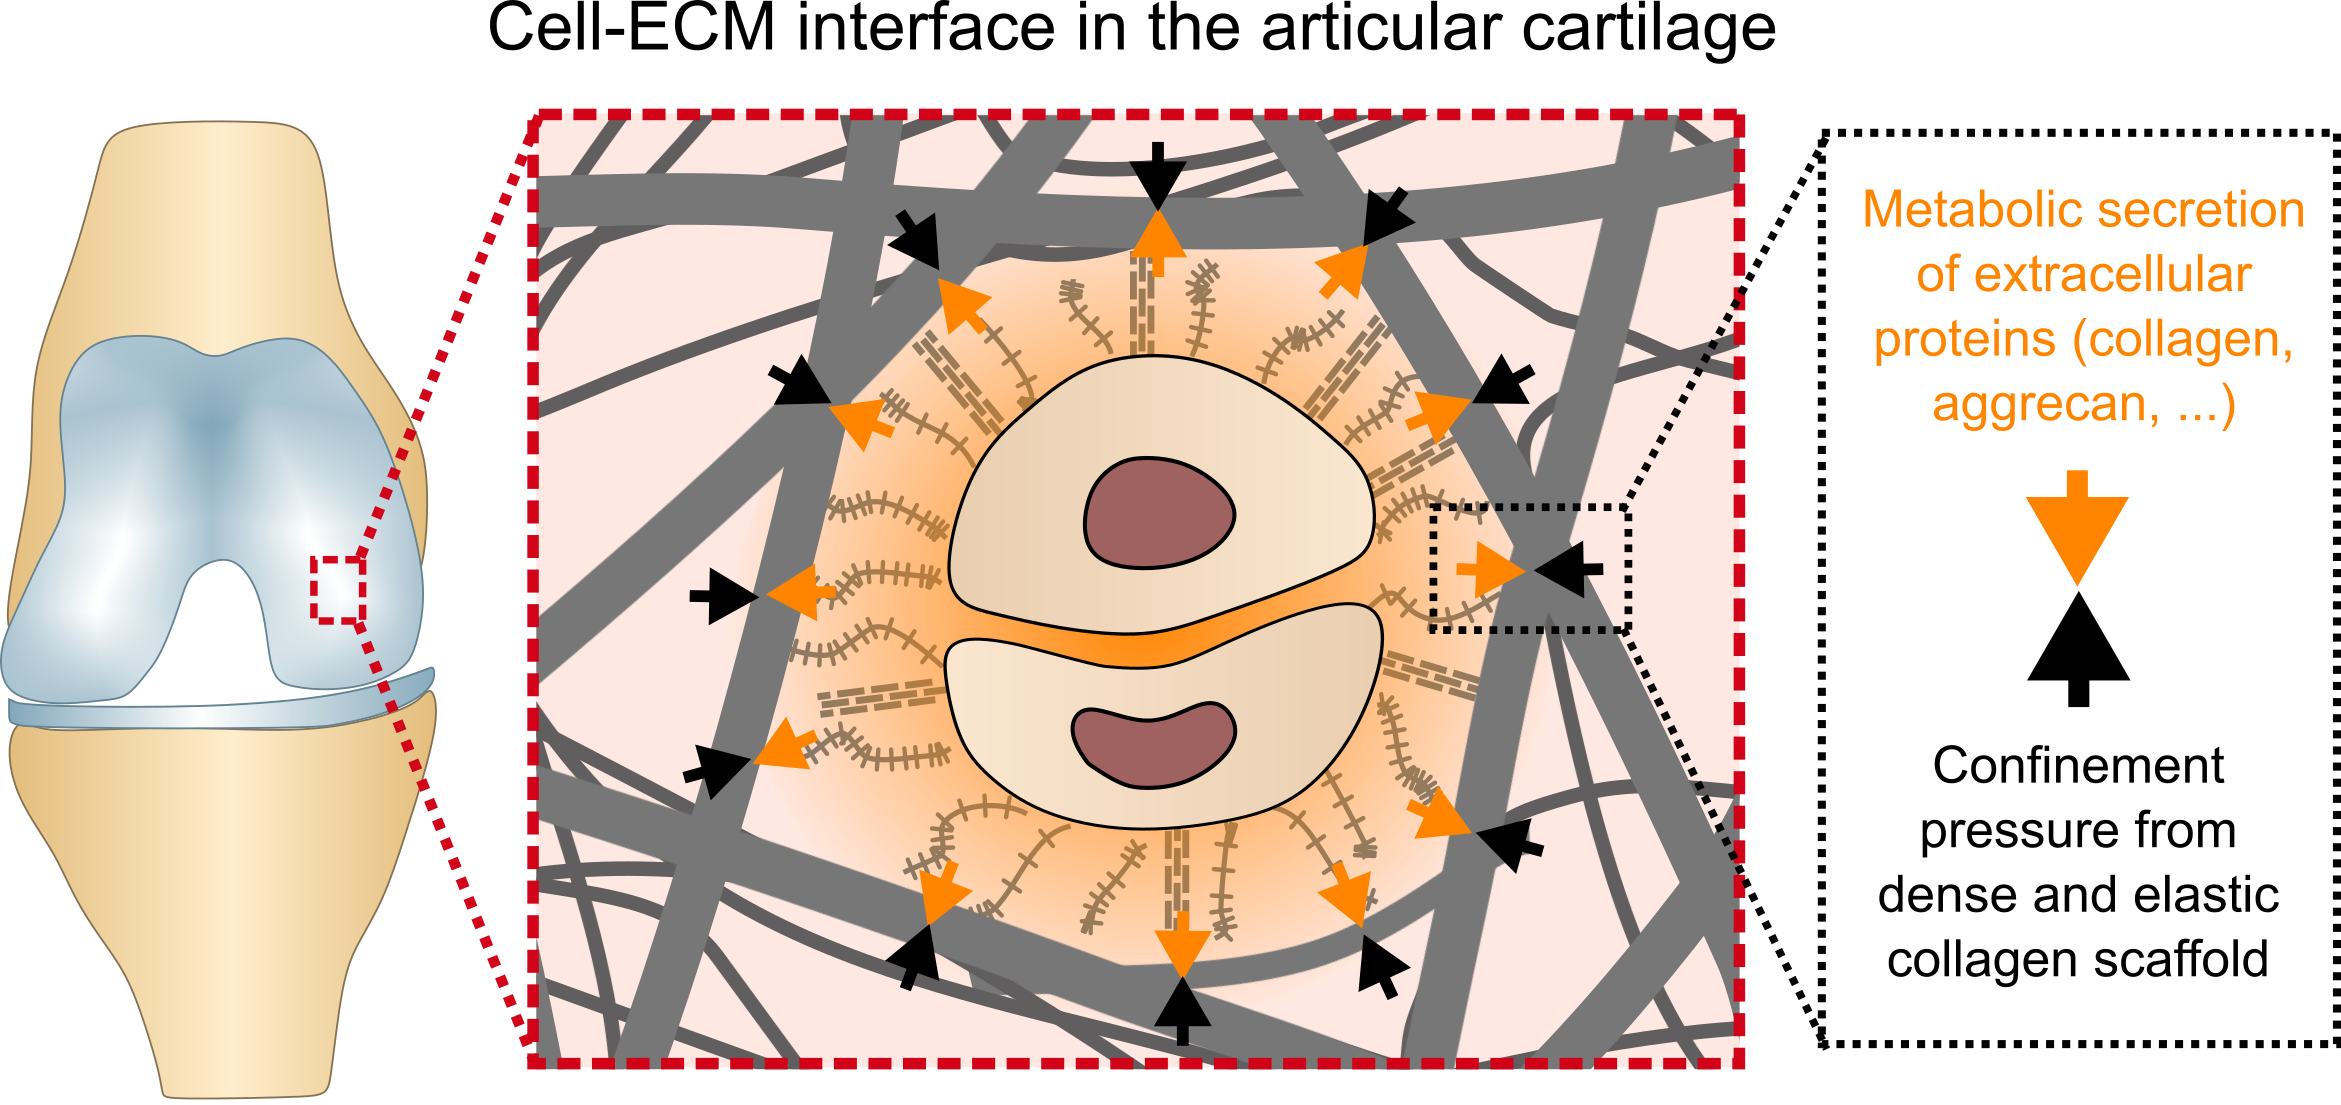 Cell-ECM interface in the articular cartilage
Metabolic secretion
of extracellular
proteins (collagen,
aggrecan, ...)
Confinement
pressure from
dense and elastic
collagen scaffold